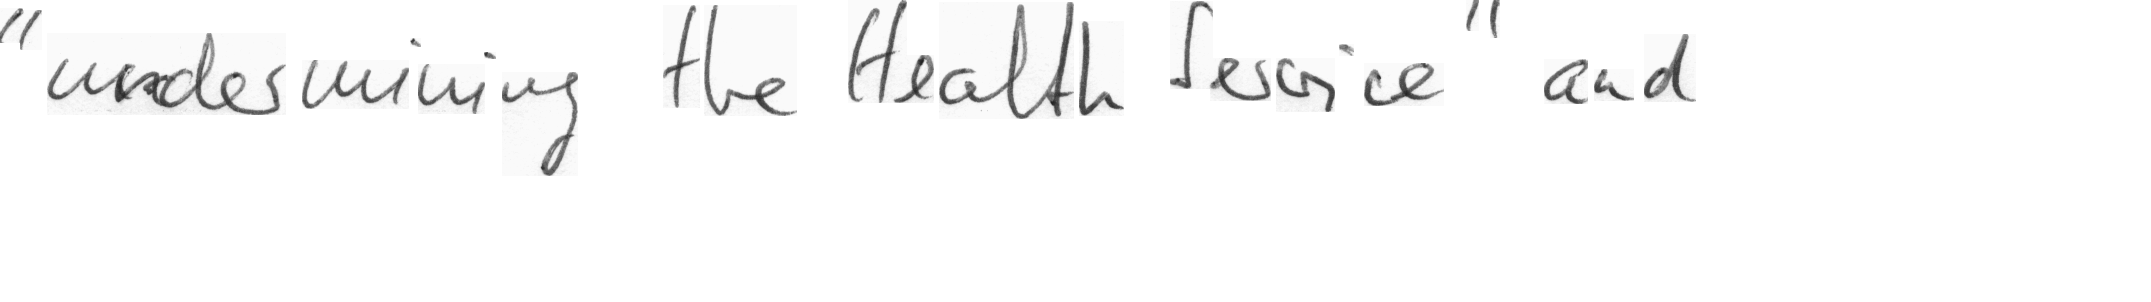 "undermining the Health Service" and